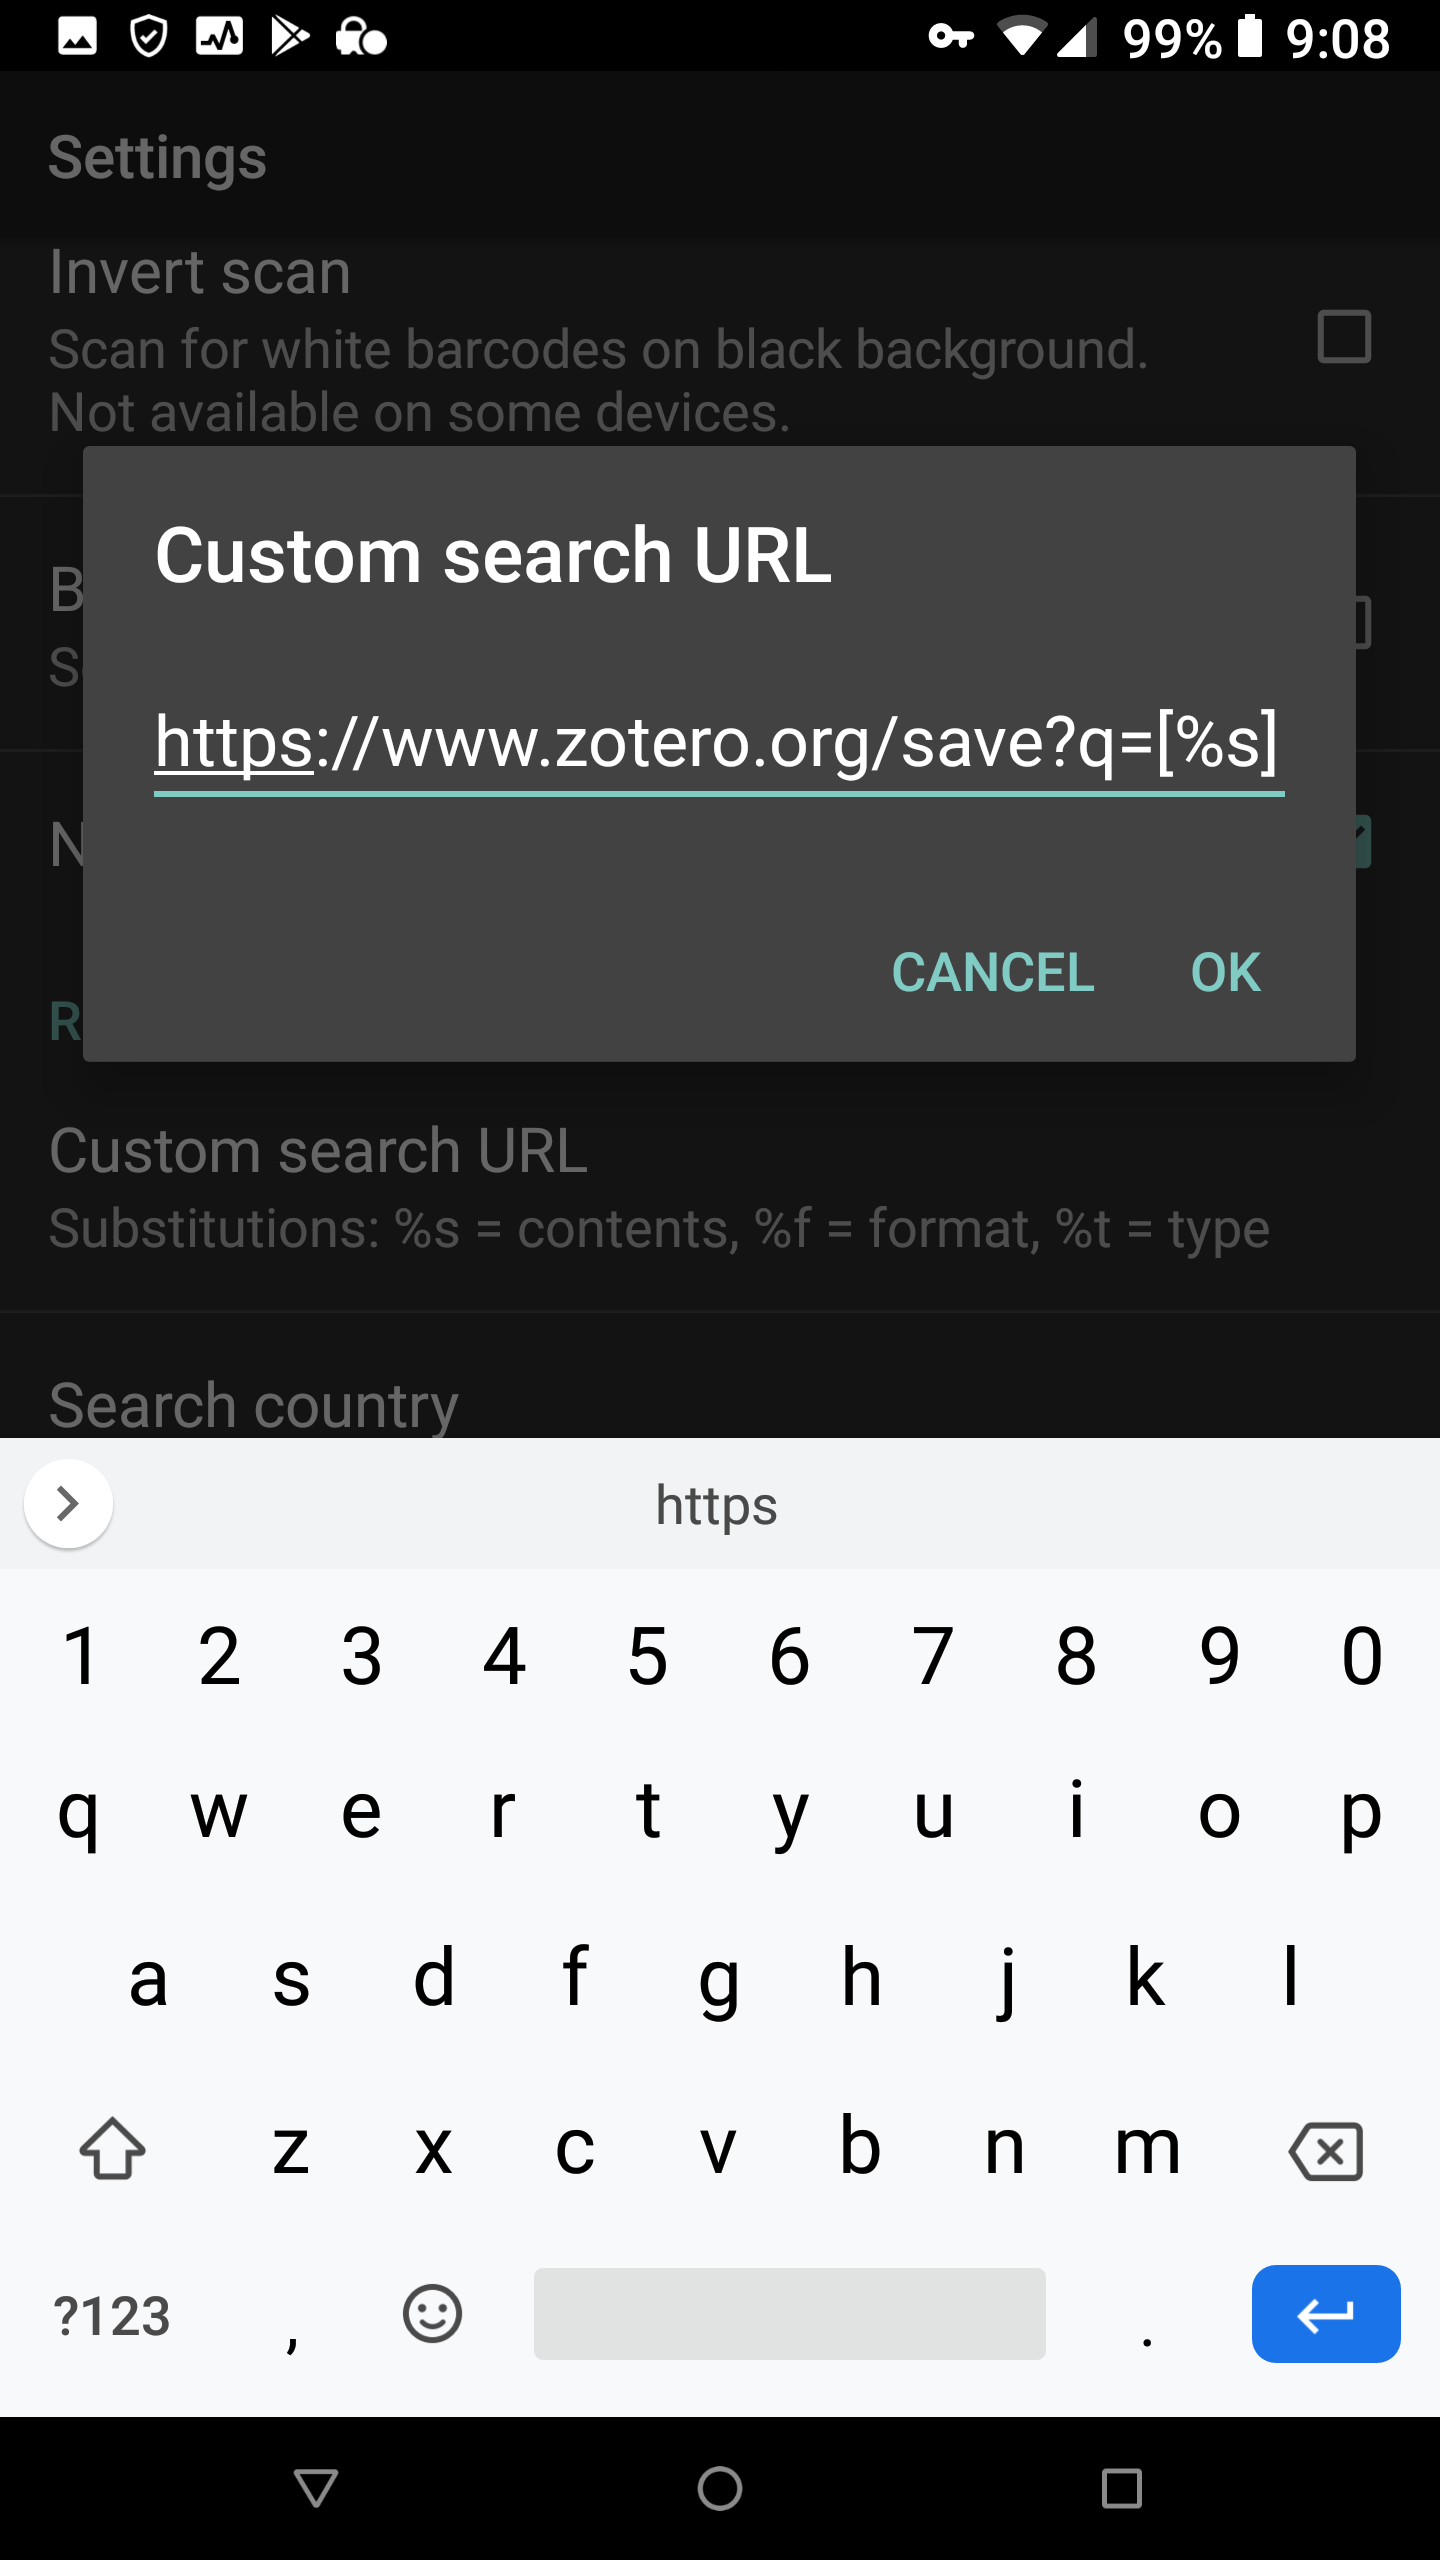 99% 9:08
Settings
Invert scan
Scan for white barcodes on black background.
Not available on some devices.
Custom search URL
https://www.zotero.org/save?q=[%s]
CANCEL OK
Custom search URL
Substitutions: %s = contents, %f = format, %t = type
Search country
https
1 2 3 4 5 6 7 8 9 0
q w e r t y u i o p
a s d f g h j k l
z x c v b n m
?123 , .